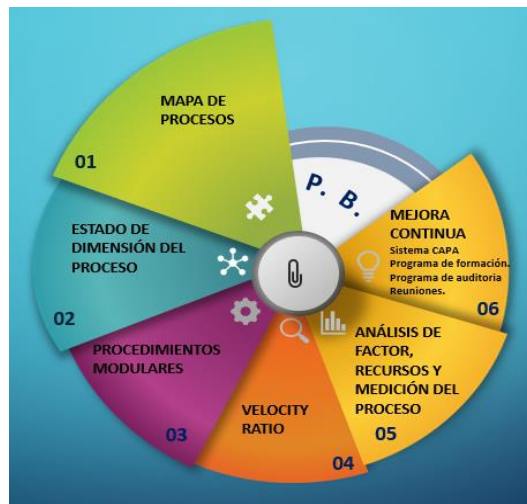 MAPA DE
PROCESOS
01
ESTADO DE
DIMENSIÓN DEL
PROCESO
02
PROCEDIMIENTOS
MODULARES
03
VELOCITY
RATIO
04
ANÁLISIS DE
FACTOR,
RECURSOS Y
MEDICIÓN DEL
PROCESO
05
MEJORA
CONTINUA
Sistema CAPA
Programa de formación.
Programa de auditoria
Reuniones.
06
P. B.